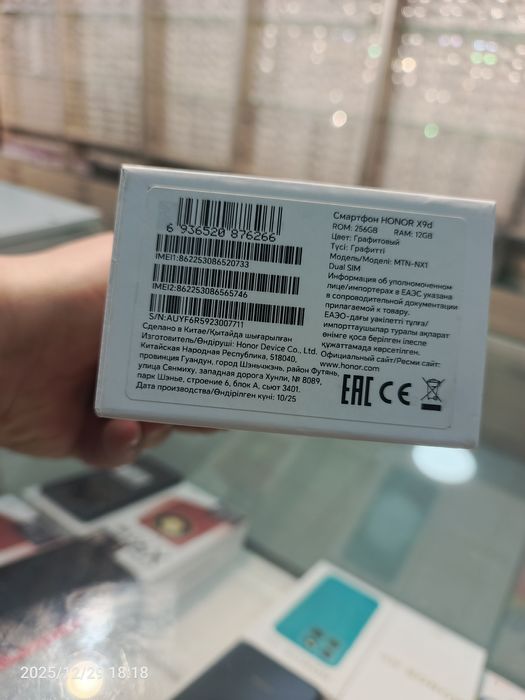 6 936520 876266
IMEI1:862253086520733
IMEI2:862253086565746
S/N:AUYF6R5923007711
Сделано в Китае/Қытайда шығарылған
Изготовитель/Өндіруші: Honor Device Co., Ltd.
Китайская Народная Республика, 518040,
провинция Гуандун, город Шэньчжэнь, район Футянь,
улица Сянмиху, западная дорога Хунли, № 8089,
парк Шэнье, строение 6, блок А, сьют 3401.
Дата производства/Өндірілген күні: 10/25
Смартфон HONOR X9d
ROM: 256GB RAM: 12GB
Цвет: Графитовый
Түсі: Графитті
Модель/Моделі: MTN-NX1
Dual SIM
Информация об уполномоченном
лице/импортерах в ЕАЭС указана
в сопроводительной документации
прилагаемой к товару.
ЕАЭО-дағы уәкілетті тұлға/
импорттаушылар туралы ақпарат
өнімге қоса берілген ілеспе
құжаттамада көрсетілген.
Официальный сайт/Ресми сайт:
www.honor.com
EAC CE
2025/12/23 18:18